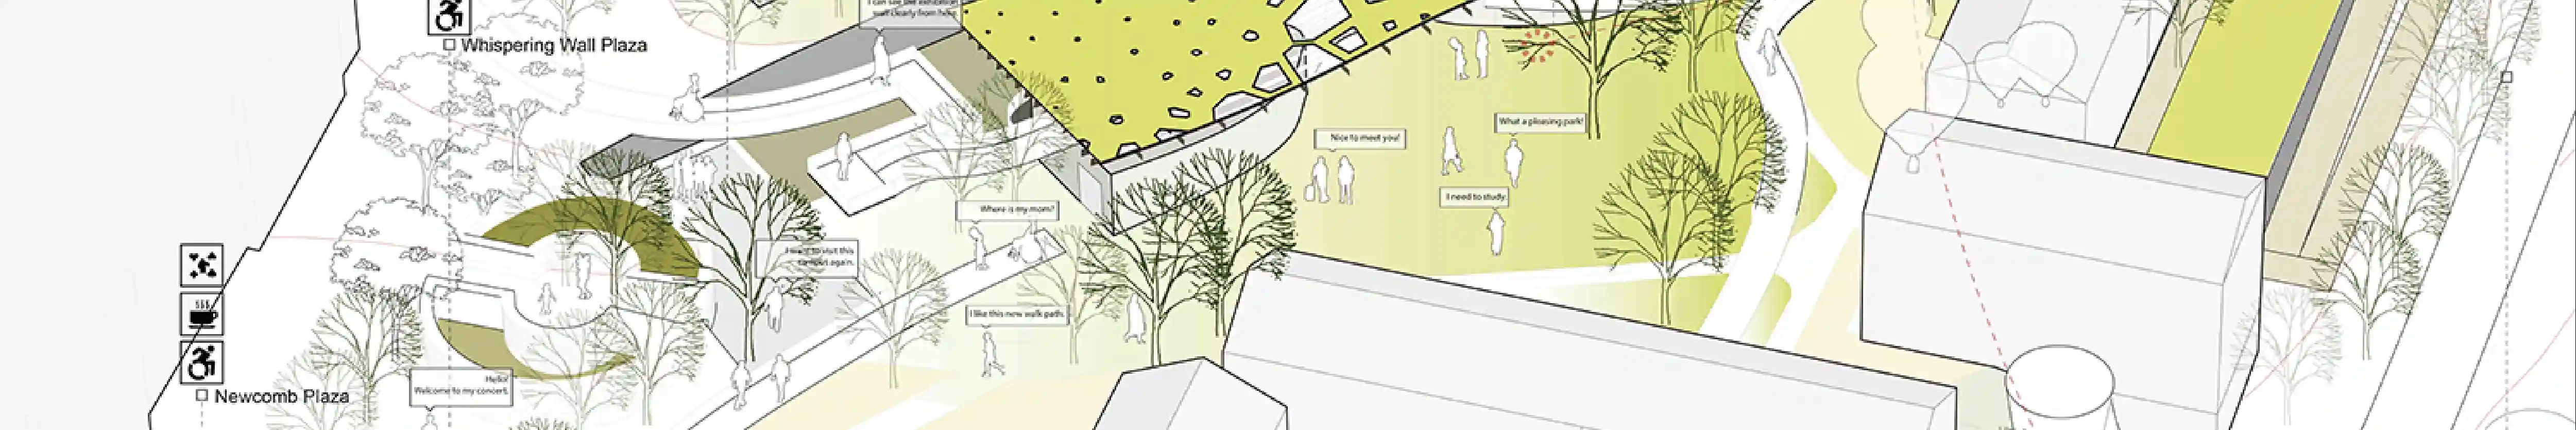 I can see the exhibition
wall clearly from here.
Whispering Wall Plaza
What a pleasing park!
Nice to meet you!
I need to study.
Where is my mom?
I want to visit this
campus again.
I like this new walk path.
Hello!
Welcome to my concert.
Newcomb Plaza